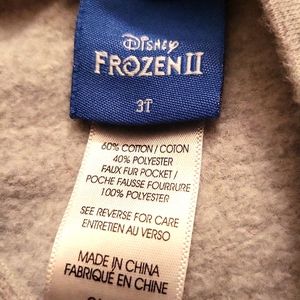 Disney
FROZEN II
3T
60% COTTON / COTON
40% POLYESTER
FAUX FUR POCKET /
POCHE FAUSSE FOURRURE
100% POLYESTER
SEE REVERSE FOR CARE
ENTRETIEN AU VERSO
MADE IN CHINA
FABRIQUÉ EN CHINE